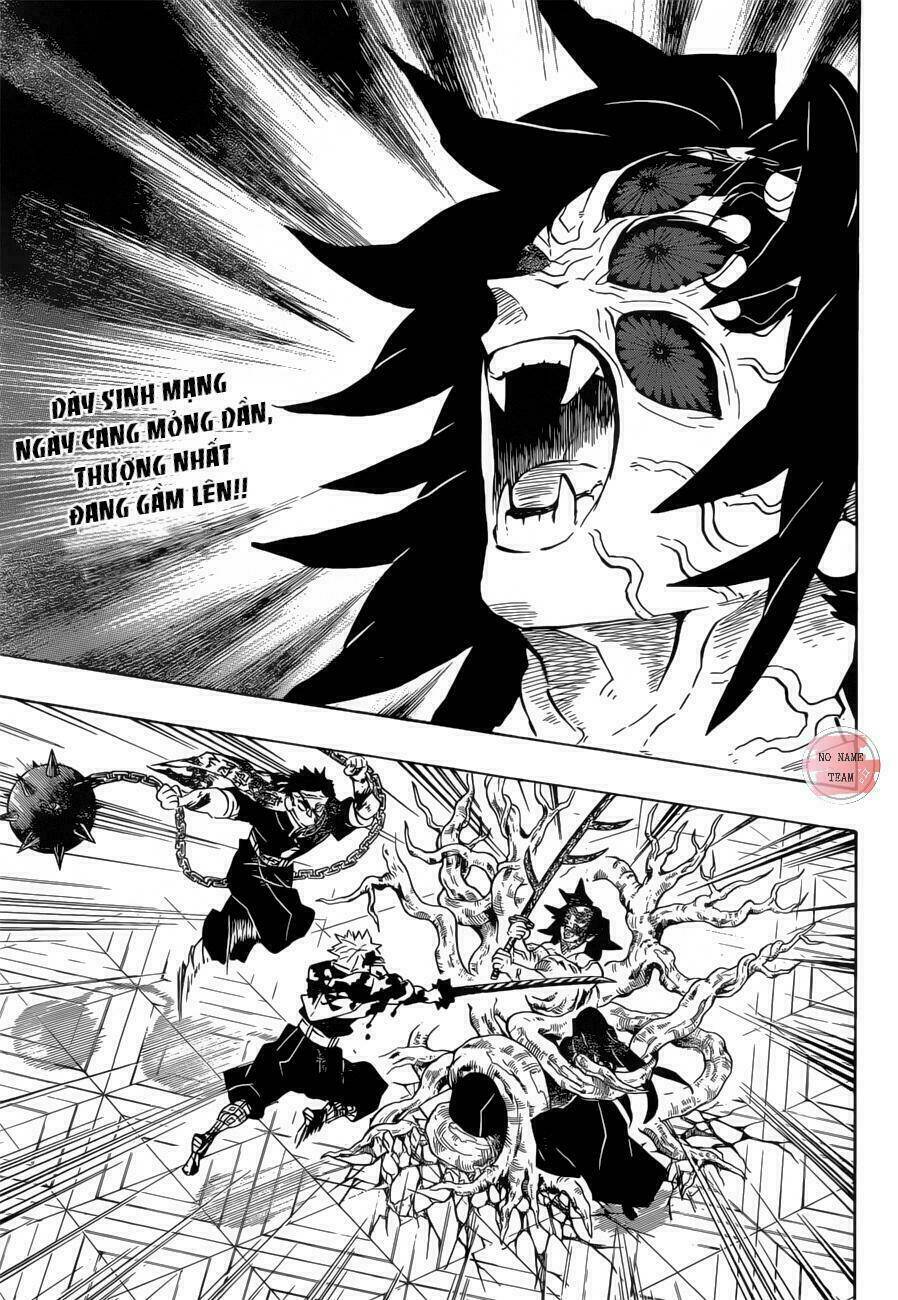 DÂY SINH MẠNG
NGÀY CÀNG MỎNG DẦN,
THƯỢNG NHẤT
ĐANG GẦM LÊN!!
NO NAME
TEAM